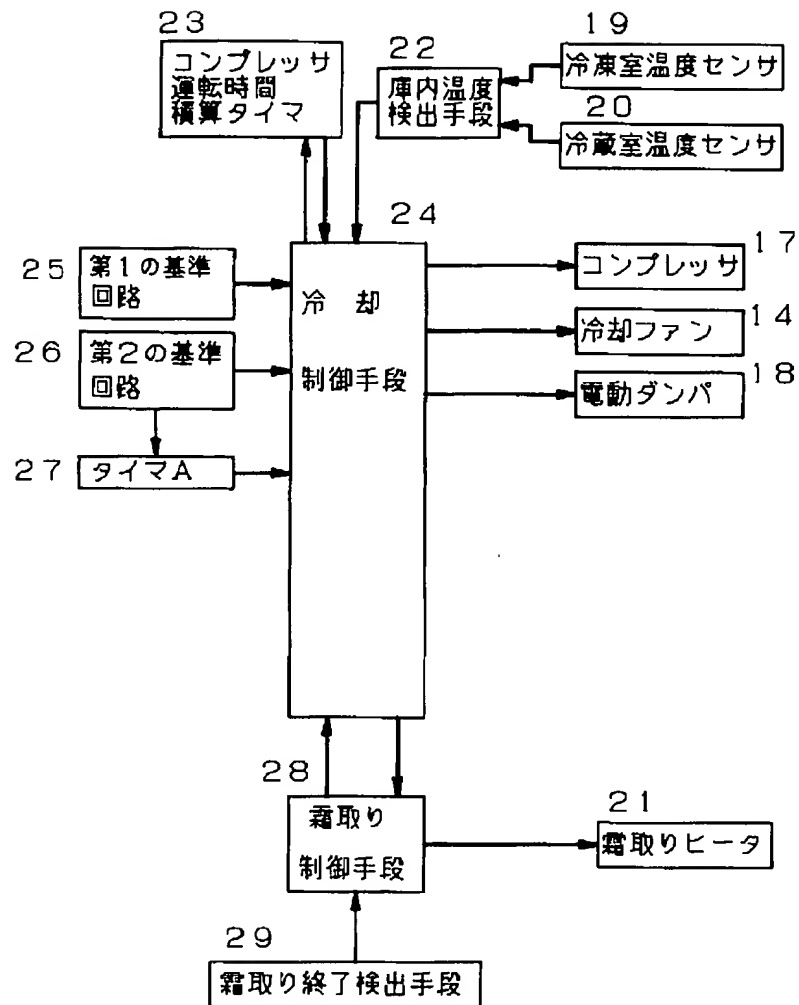 23
コンプレッサ
運転時間
積算タイマ
22
庫内温度
検出手段
19
冷凍室温度センサ
20
冷蔵室温度センサ
24
冷却
制御手段
25
第1の基準
回路
26
第2の基準
回路
27
タイマA
17
コンプレッサ
14
冷却ファン
18
電動ダンパ
28
霜取り
制御手段
21
霜取りヒータ
29
霜取り終了検出手段